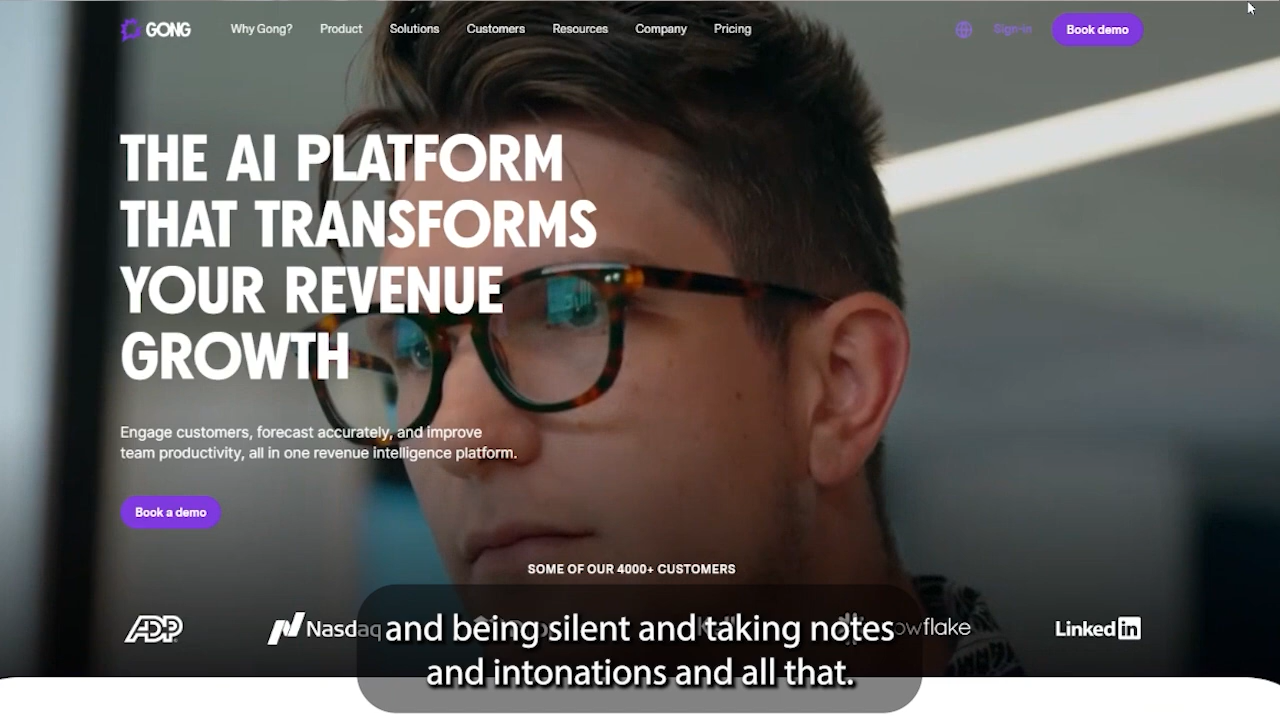 GONG
Why Gong?
Product
Solutions
Customers
Resources
Company
Pricing
Sign-in
Book demo
THE AI PLATFORM
THAT TRANSFORMS
YOUR REVENUE
GROWTH
Engage customers, forecast accurately, and improve
team productivity, all in one revenue intelligence platform.
Book a demo
SOME OF OUR 4000+ CUSTOMERS
ADP
Nasdaq
LinkedIn
and being silent and taking notes
and intonations and all that.